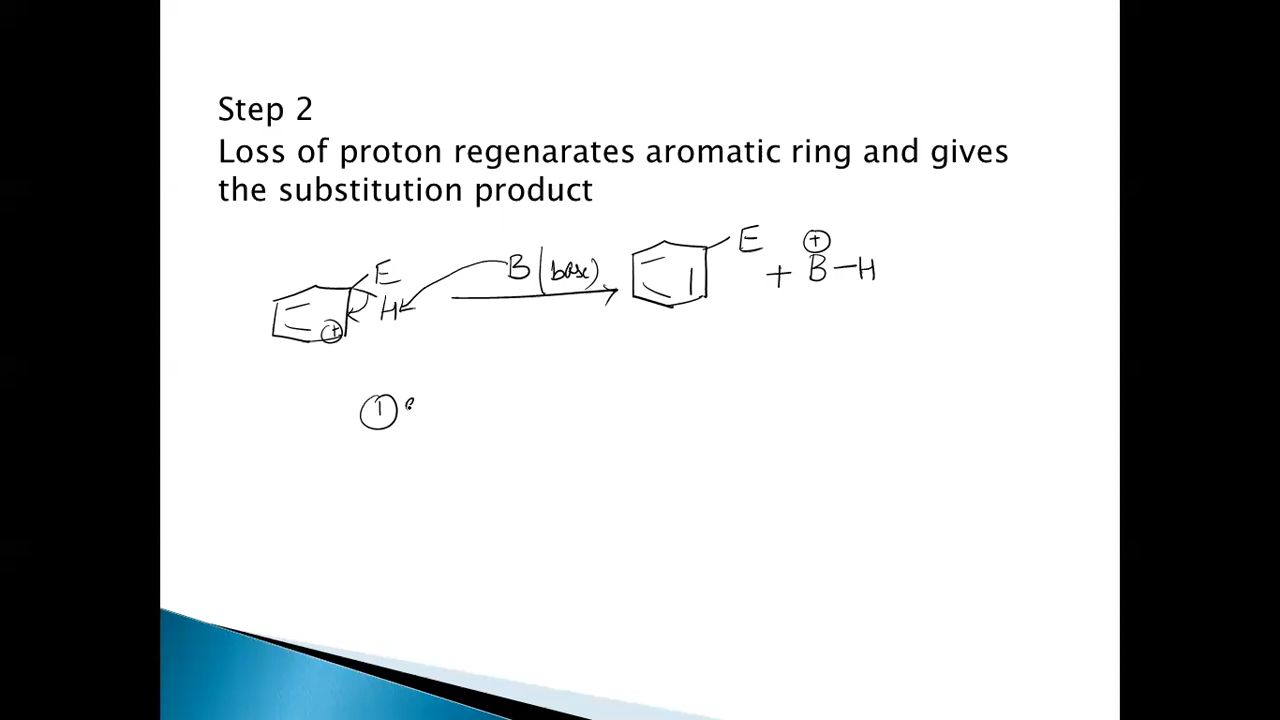 Step 2
Loss of proton regenarates aromatic ring and gives
the substitution product
E
H
+
B (base)
E
+
B-H
+
1